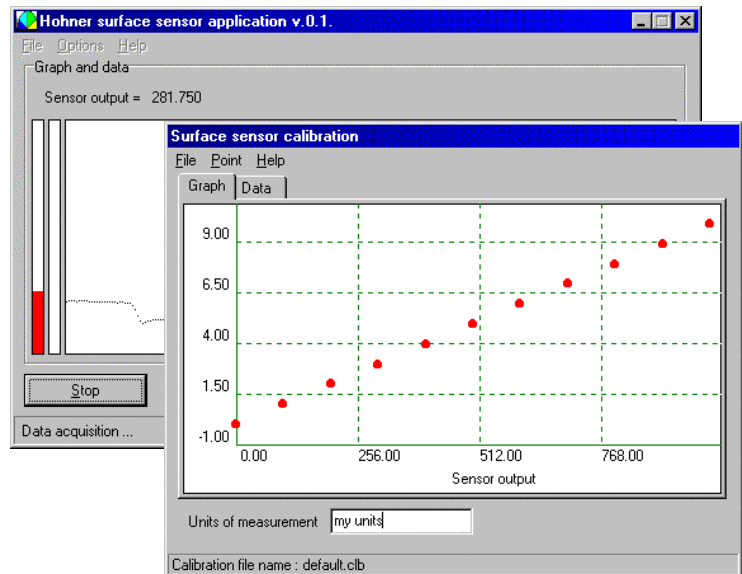 Hohner surface sensor application v.0.1.
File Options Help
Graph and data
Sensor output = 281.750
Stop
Data acquisition ...
Surface sensor calibration
File Point Help
Graph Data
9.00
6.50
4.00
1.50
-1.00
0.00 256.00 512.00 768.00
Sensor output
Units of measurement my units
Calibration file name : default.clb